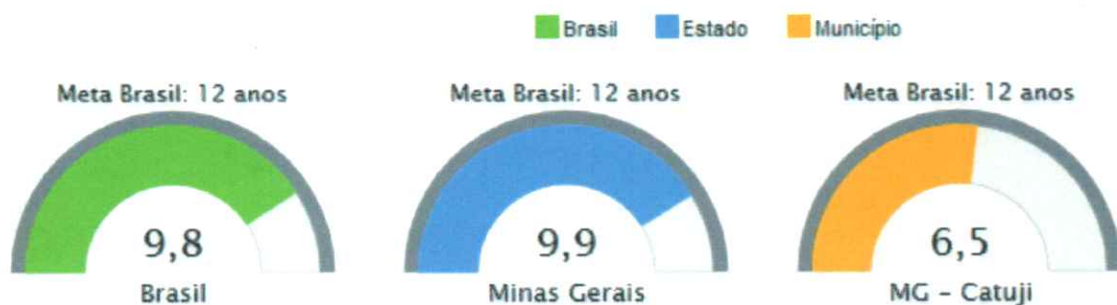 Brasil Estado Município
Meta Brasil: 12 anos Meta Brasil: 12 anos Meta Brasil: 12 anos
9,8 9,9 6,5
Brasil Minas Gerais MG - Catuji